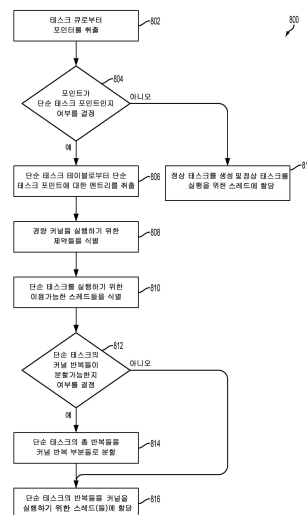 태스크 큐로부터
포인터를 취출
802
800
804
포인트가
단순 태스크 포인트인지
여부를 결정
아니오
예
단순 태스크 테이블로부터 단순
태스크 포인트에 대한 엔트리를 취출
806
정상 태스크를 생성 및 정상 태스크를
실행을 위한 스레드에 할당
경량 커널을 실행하기 위한
제약들을 식별
808
단순 태스크를 실행하기 위한
이용가능한 스레드들을 식별
810
812
단순 태스크의
커널 반복들이
분할가능한지
여부를 결정
아니오
예
단순 태스크의 총 반복들을
커널 반복 부분들로 분할
814
단순 태스크의 반복들을 커널을
실행하기 위한 스레드(들)에 할당
816